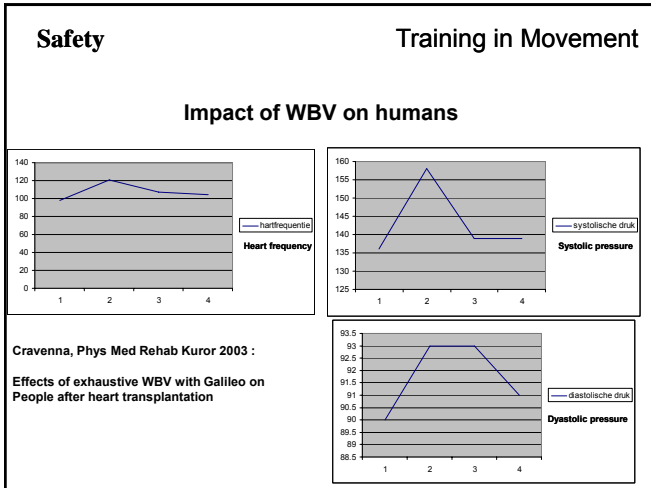 Safety
Training in Movement
Impact of WBV on humans
140
120
100
80
60
40
20
0
1 2 3 4
hartfrequentie
Heart frequency
160
155
150
145
140
135
130
125
1 2 3 4
systolische druk
Systolic pressure
Cravenna, Phys Med Rehab Kuror 2003 :
Effects of exhaustive WBV with Galileo on
People after heart transplantation
93.5
93
92.5
92
91.5
91
90.5
90
89.5
89
88.5
1 2 3 4
diastolische druk
Dyastolic pressure